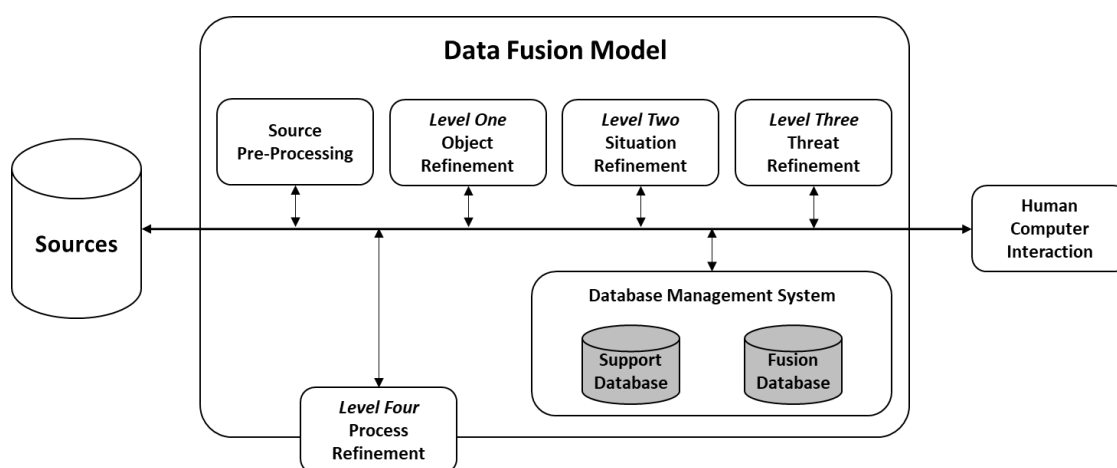 Data Fusion Model
Source
Pre-Processing
Level One
Object
Refinement
Level Two
Situation
Refinement
Level Three
Threat
Refinement
Sources
Human
Computer
Interaction
Database Management System
Support
Database
Fusion
Database
Level Four
Process
Refinement